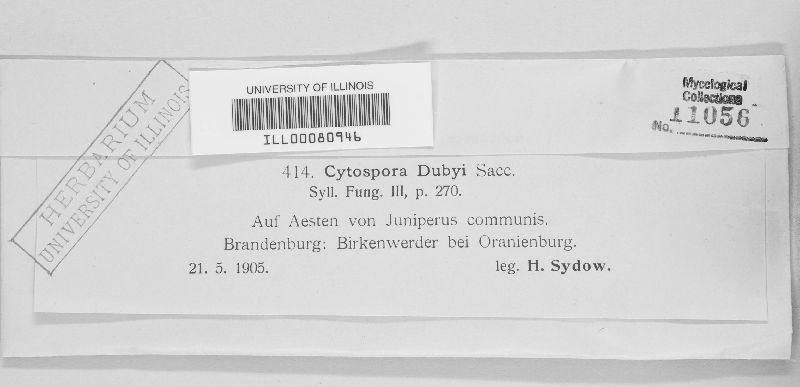 HERBARIUM
UNIVERSITY OF ILLINOIS
UNIVERSITY OF ILLINOIS
ILL00080946
Mycological
Collections
No. 11056
414. Cytospora Dubyi Sacc.
Syll. Fung. III, p. 270.
Auf Aesten von Juniperus communis.
Brandenburg: Birkenwerder bei Oranienburg.
21. 5. 1905. leg. H. Sydow.